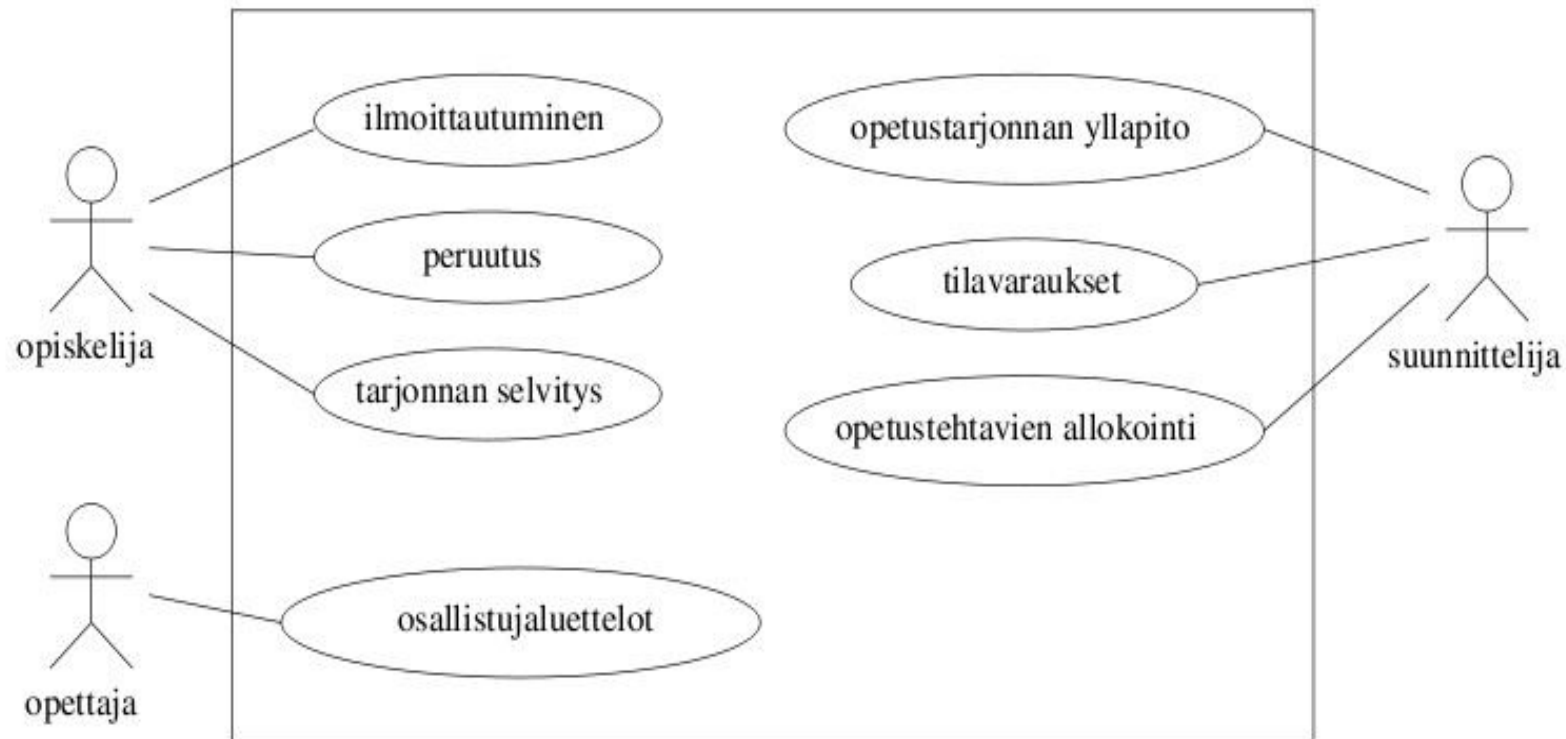 ilmoittautuminen
opetustarjonnan yllapito
peruutus
tilavaraukset
opiskelija
suunnittelija
tarjonnan selvitys
opetustehtavien allokointi
osallistujaluettelot
opettaja